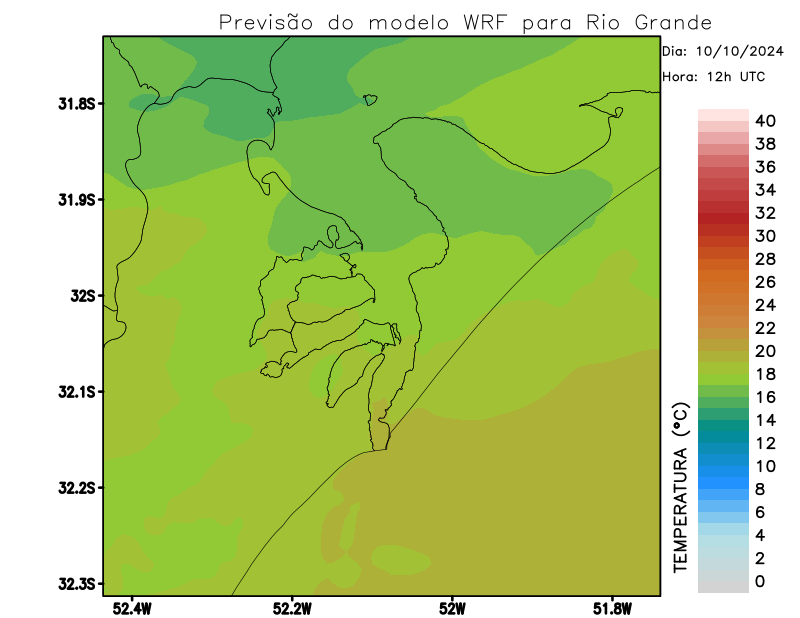 Previsão do modelo WRF para Rio Grande
Dia: 10/10/2024
Hora: 12h UTC
31.8S
31.9S
32S
32.1S
32.2S
32.3S
52.4W
52.2W
52W
51.8W
TEMPERATURA (°C)
40
38
36
34
32
30
28
26
24
22
20
18
16
14
12
10
8
6
4
2
0